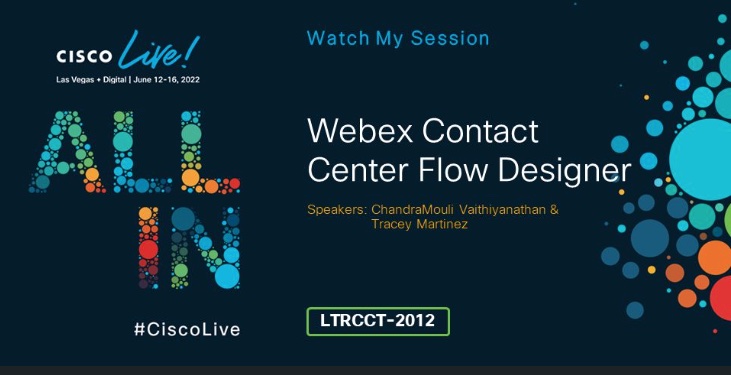 CISCO Live!
Las Vegas + Digital | June 12-16, 2022
ALL
IN
#CiscoLive
Watch My Session
Webex Contact
Center Flow Designer
Speakers: ChandraMouli Vaithiyanathan &
Tracey Martinez
LTRCCT-2012